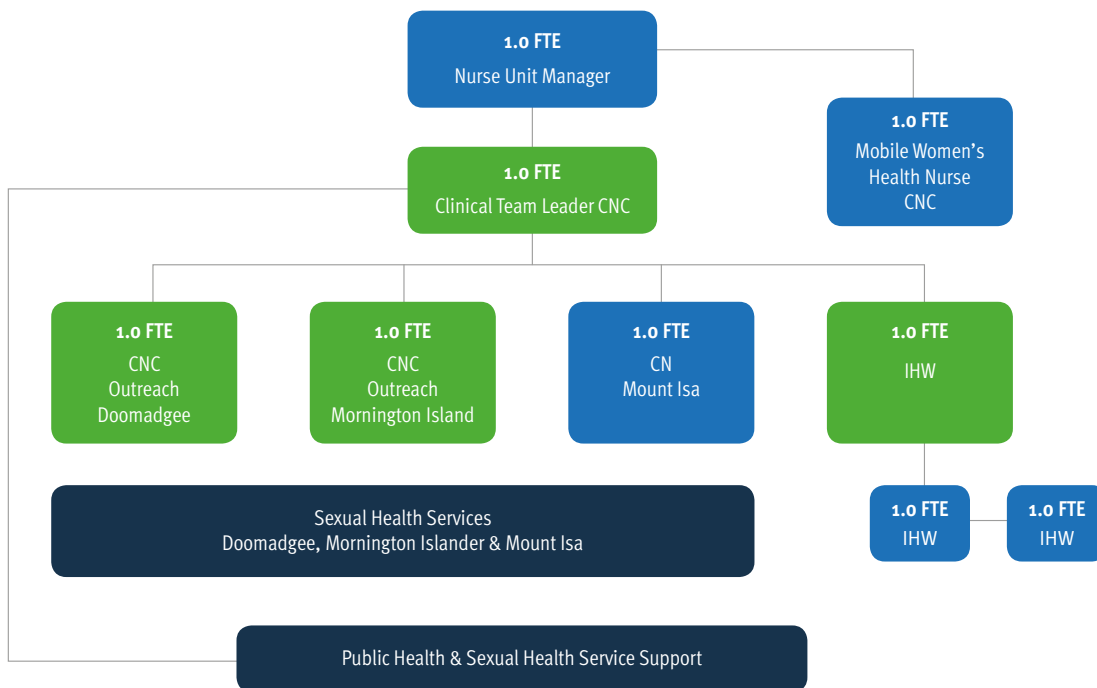 1.0 FTE
Nurse Unit Manager
1.0 FTE
Mobile Women's
Health Nurse
CNC
1.0 FTE
Clinical Team Leader CNC
1.0 FTE
CNC
Outreach
Doomadgee
1.0 FTE
CNC
Outreach
Mornington Island
1.0 FTE
CN
Mount Isa
1.0 FTE
IHW
1.0 FTE
IHW
1.0 FTE
IHW
Sexual Health Services
Doomadgee, Mornington Islander & Mount Isa
Public Health & Sexual Health Service Support